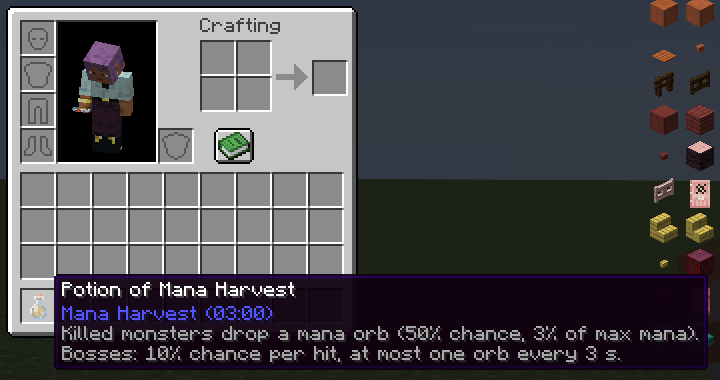 Crafting
Potion of Mana Harvest
Mana Harvest (03:00)
Killed monsters drop a mana orb (50% chance, 3% of max mana).
Bosses: 10% chance per hit, at most one orb every 3 s.